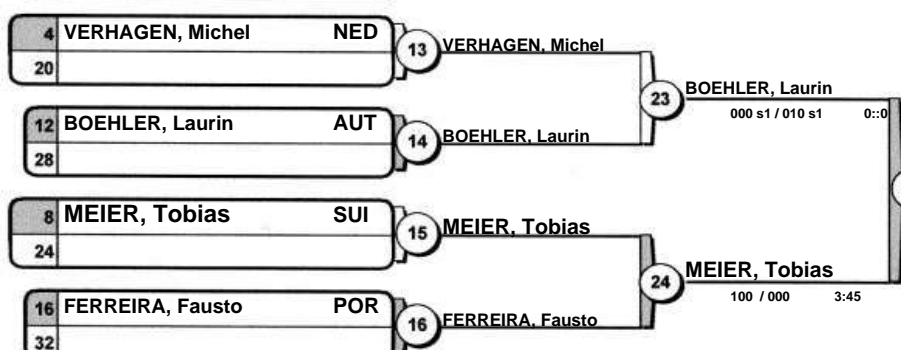 4 VERHAGEN, Michel NED
20
13 VERHAGEN, Michel
12 BOEHLER, Laurin AUT
28
14 BOEHLER, Laurin
23 BOEHLER, Laurin
000 s1 / 010 s1 0::0
8 MEIER, Tobias SUI
24
15 MEIER, Tobias
16 FERREIRA, Fausto POR
32
16 FERREIRA, Fausto
24 MEIER, Tobias
100 / 000 3:45